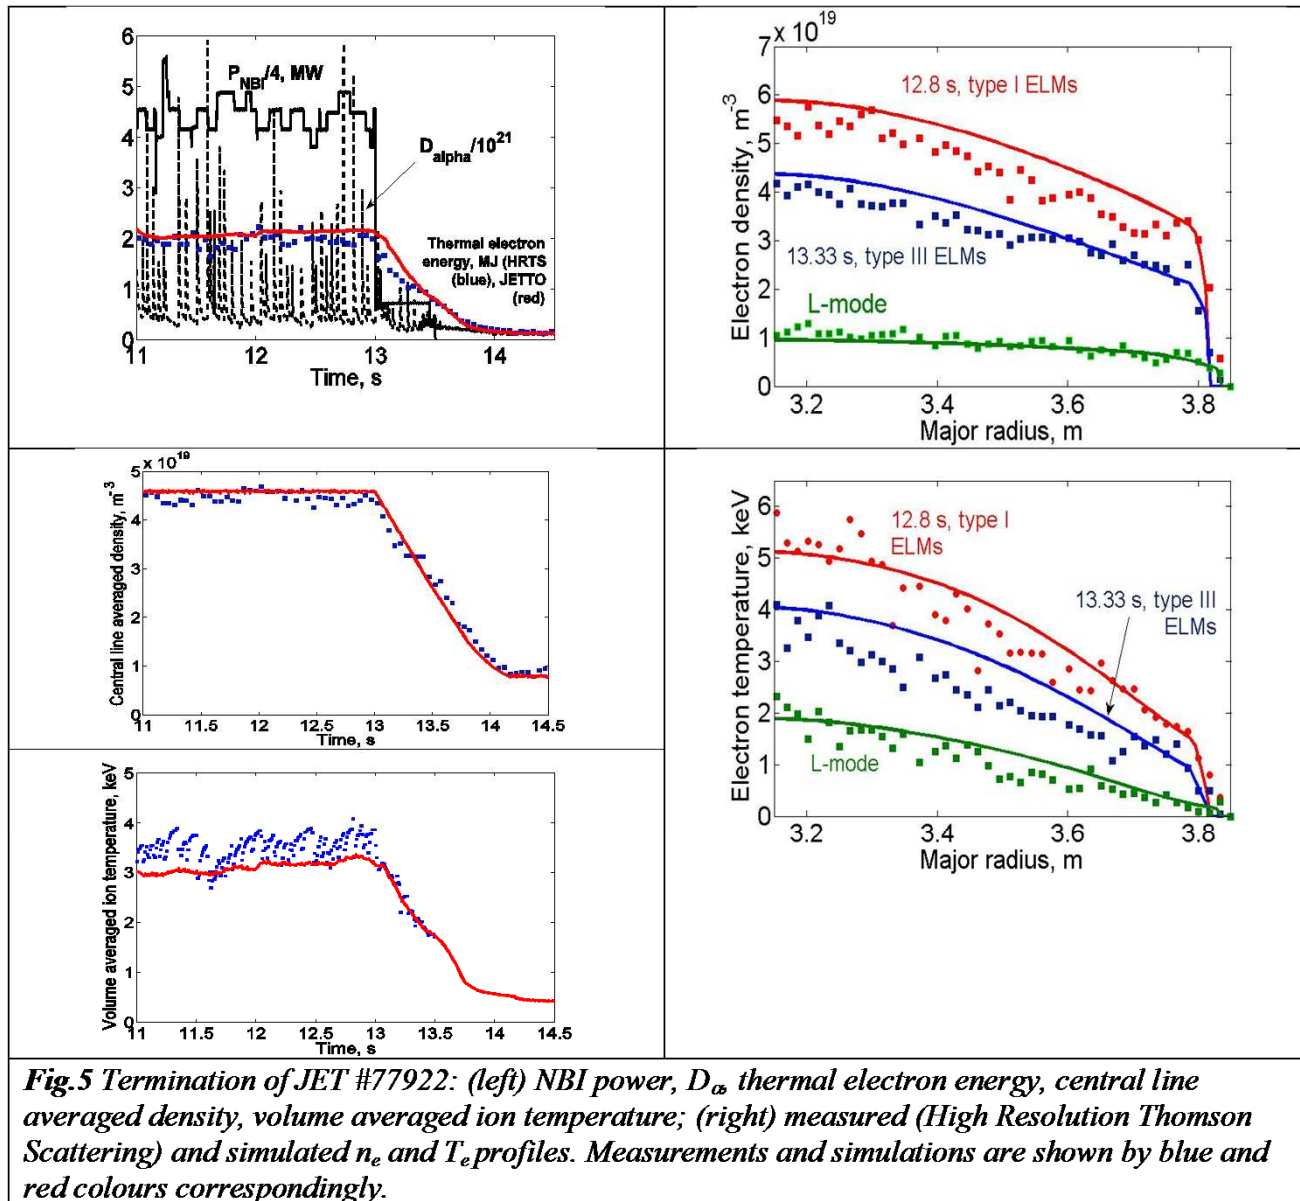 6
5
4
3
2
1
0
P_NBI/4, MW
D_alpha/10^21
Thermal electron
energy, MJ (HRTS
(blue), JETTO
(red)
11 12 13 14
Time, s
7 x 10^19
6
5
4
3
2
1
0
Electron density, m^-3
12.8 s, type I ELMs
13.33 s, type III ELMs
L-mode
3.2 3.4 3.6 3.8
Major radius, m
5 x 10^19
4
3
2
1
0
Central line averaged density, m^-3
11 11.5 12 12.5 13 13.5 14 14.5
Time, s
5
4
3
2
1
0
Volume averaged ion temperature, keV
11 11.5 12 12.5 13 13.5 14 14.5
Time, s
6
5
4
3
2
1
0
Electron temperature, keV
12.8 s, type I
ELMs
13.33 s, type III
ELMs
L-mode
3.2 3.4 3.6 3.8
Major radius, m
Fig.5 Termination of JET #77922: (left) NBI power, D_α, thermal electron energy, central line
averaged density, volume averaged ion temperature; (right) measured (High Resolution Thomson
Scattering) and simulated n_e and T_e profiles. Measurements and simulations are shown by blue and
red colours correspondingly.